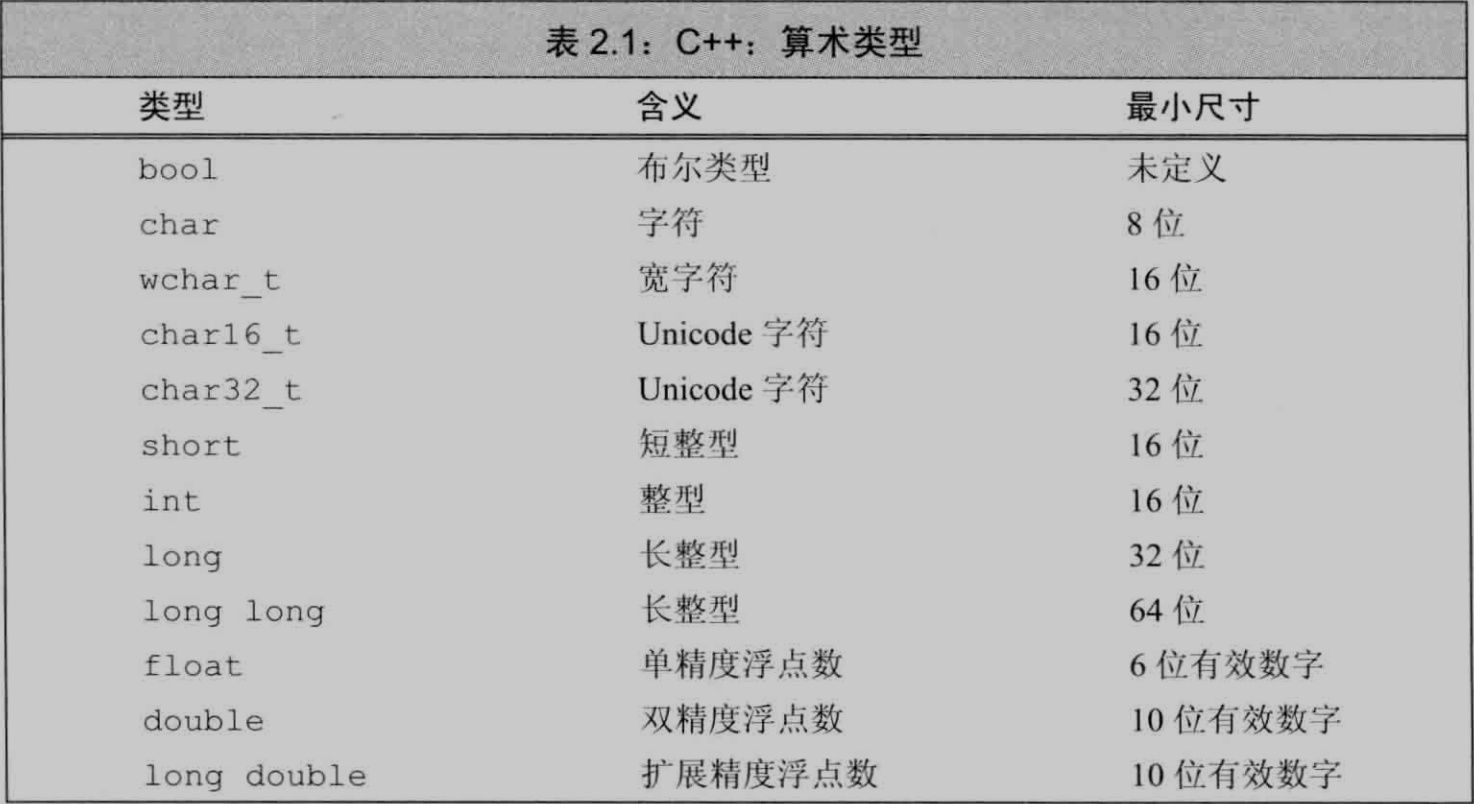 表 2.1：C++：算术类型
类型 含义 最小尺寸
bool 布尔类型 未定义
char 字符 8 位
wchar_t 宽字符 16 位
char16_t Unicode 字符 16 位
char32_t Unicode 字符 32 位
short 短整型 16 位
int 整型 16 位
long 长整型 32 位
long long 长整型 64 位
float 单精度浮点数 6 位有效数字
double 双精度浮点数 10 位有效数字
long double 扩展精度浮点数 10 位有效数字